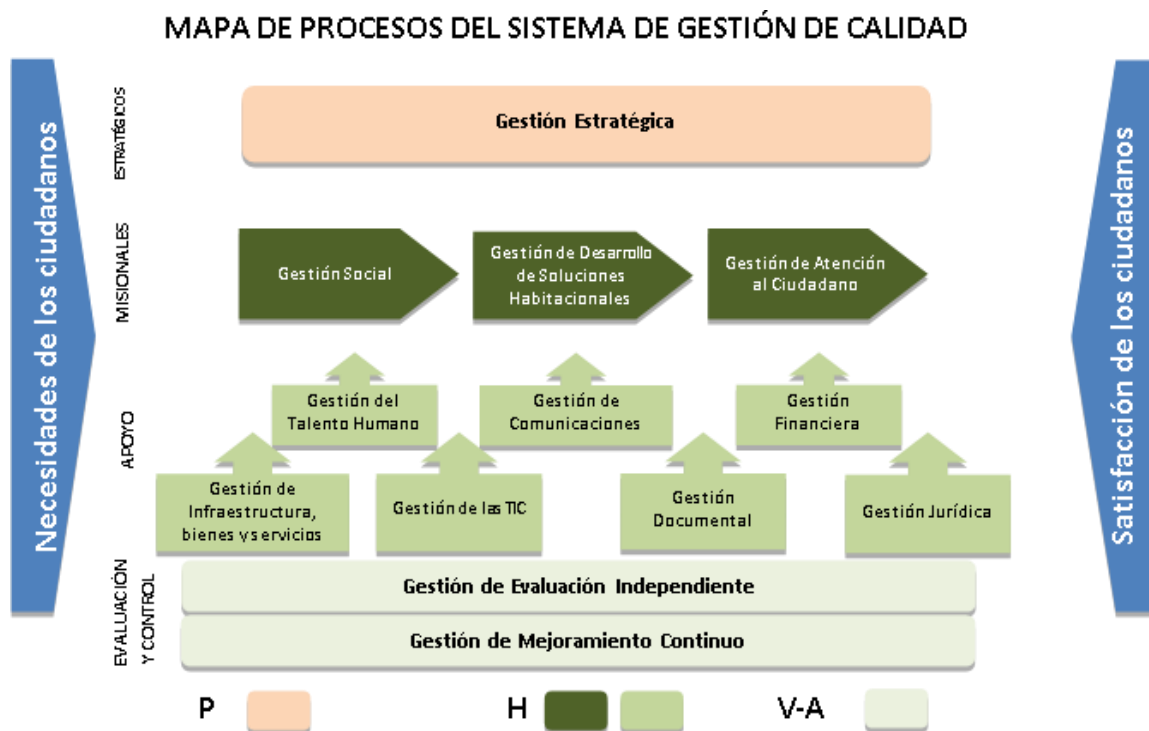 MAPA DE PROCESOS DEL SISTEMA DE GESTIÓN DE CALIDAD
Necesidades de los ciudadanos
ESTRATÉGICOS
Gestión Estratégica
MISIONALES
Gestión Social
Gestión de Desarrollo
de Soluciones
Habitacionales
Gestión de Atención
al Ciudadano
APOYO
Gestión del
Talento Humano
Gestión de
Comunicaciones
Gestión
Financiera
Gestión de
Infraestructura,
bienes y servicios
Gestión de las TIC
Gestión
Documental
Gestión Jurídica
EVALUACIÓN
Y CONTROL
Gestión de Evaluación Independiente
Gestión de Mejoramiento Continuo
Satisfacción de los ciudadanos
P
H
V-A